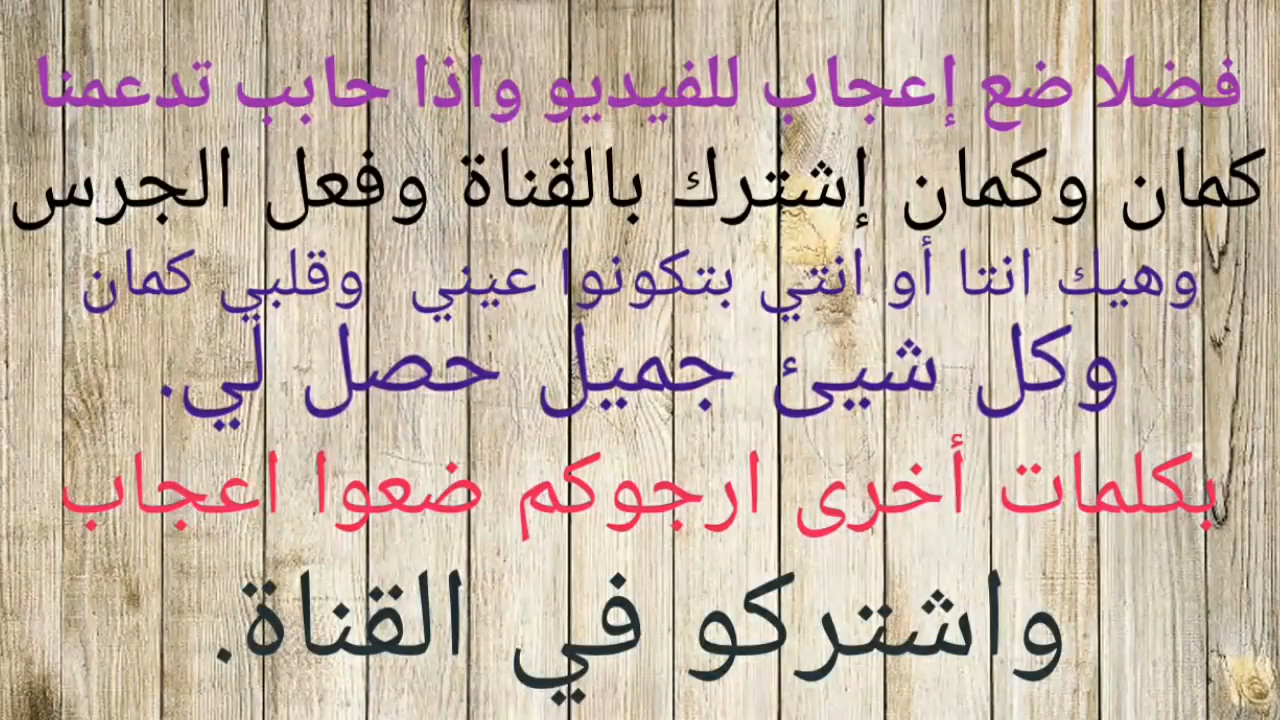 فضلا ضع إعجاب للفيديو واذا حابب تدعمنا
كمان وكمان إشترك بالقناة وفعل الجرس
وهيك انتا أو انتي بتكونوا عيني وقلبي كمان
وكل شيئ جميل حصل لي.
بكلمات أخرى ارجوكم ضعوا اعجاب
واشتركو في القناة.